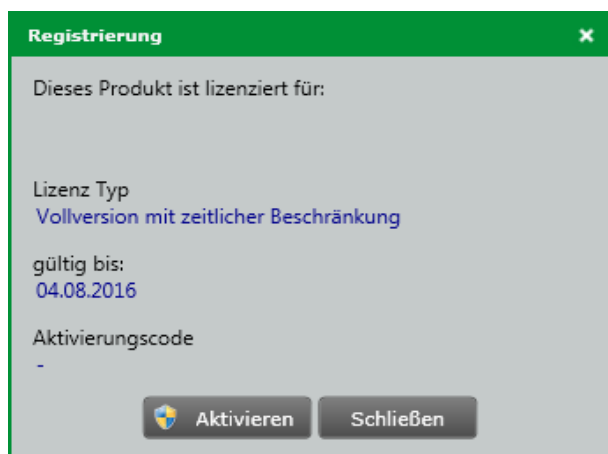 Registrierung
Dieses Produkt ist lizenziert für:
Lizenz Typ
Vollversion mit zeitlicher Beschränkung
gültig bis:
04.08.2016
Aktivierungscode
-
Aktivieren Schließen